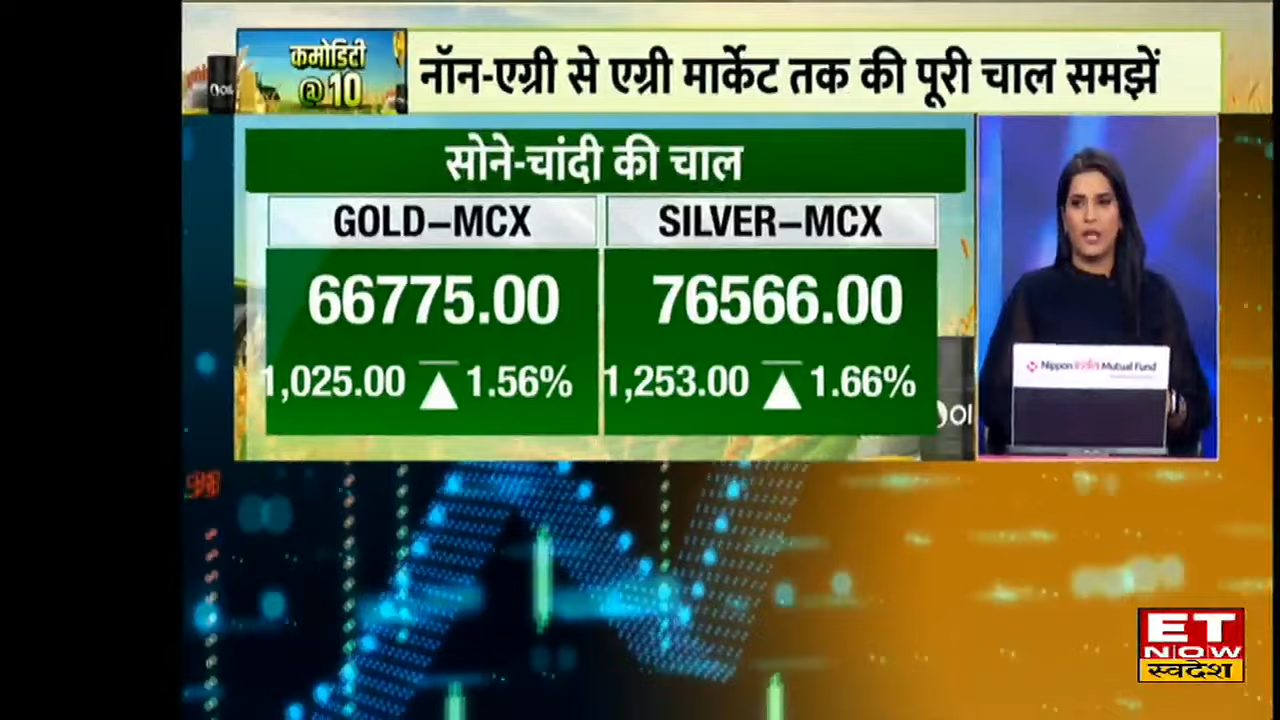 कमोडिटी
@10
नॉन-एग्री से एग्री मार्केट तक की पूरी चाल समझें
सोने-चांदी की चाल
GOLD–MCX
SILVER–MCX
66775.00
76566.00
1,025.00 ▲ 1.56%
1,253.00 ▲ 1.66%
Nippon India Mutual Fund
OI
ET
NOW
स्वदेश